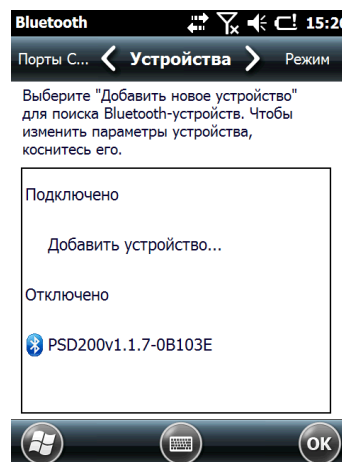 Bluetooth 15:20
Порты С... Устройства Режим
Выберите "Добавить новое устройство"
для поиска Bluetooth-устройств. Чтобы
изменить параметры устройства,
коснитесь его.
Подключено
Добавить устройство...
Отключено
PSD200v1.1.7-0B103E
OK